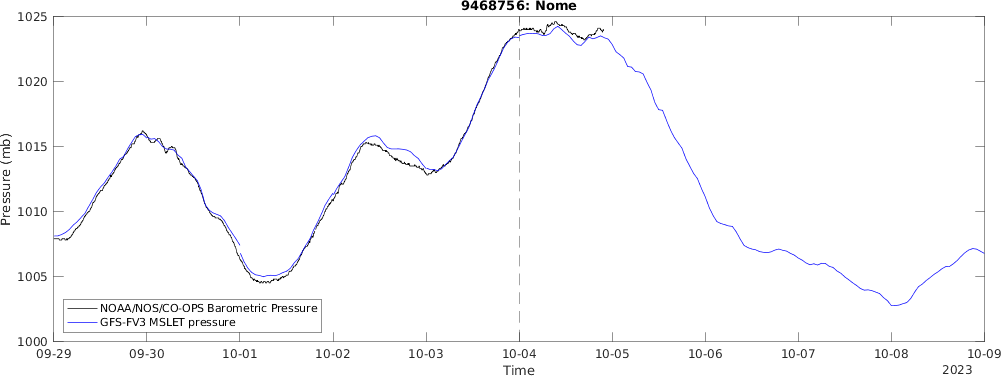 9468756: Nome
1025
1020
1015
1010
1005
1000
Pressure (mb)
NOAA/NOS/CO-OPS Barometric Pressure
GFS-FV3 MSLET pressure
09-29 09-30 10-01 10-02 10-03 10-04 10-05 10-06 10-07 10-08 10-09
Time
2023